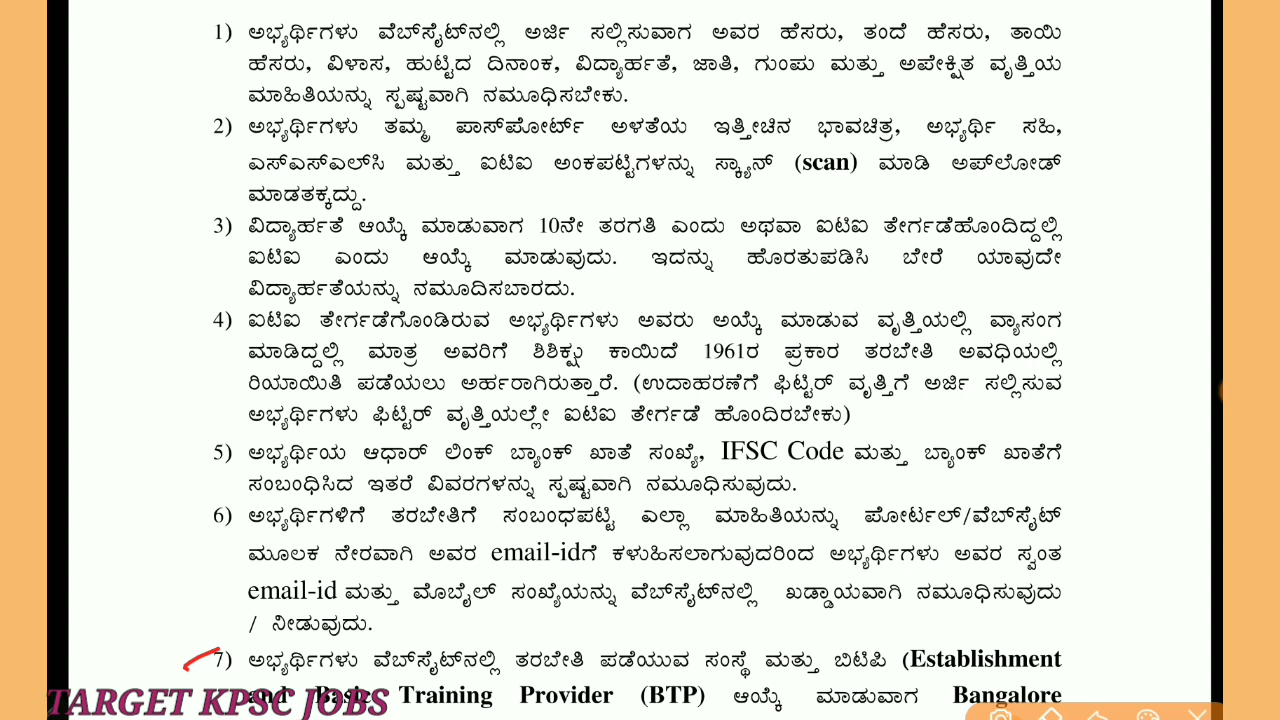 1) ಅಭ್ಯರ್ಥಿಗಳು ವೆಬ್‌ಸೈಟ್‌ನಲ್ಲಿ ಅರ್ಜಿ ಸಲ್ಲಿಸುವಾಗ ಅವರ ಹೆಸರು, ತಂದೆ ಹೆಸರು, ತಾಯಿ
ಹೆಸರು, ವಿಳಾಸ, ಹುಟ್ಟಿದ ದಿನಾಂಕ, ವಿದ್ಯಾರ್ಹತೆ, ಜಾತಿ, ಗುಂಪು ಮತ್ತು ಅಪೇಕ್ಷಿತ ವೃತ್ತಿಯ
ಮಾಹಿತಿಯನ್ನು ಸ್ಪಷ್ಟವಾಗಿ ನಮೂಧಿಸಬೇಕು.
2) ಅಭ್ಯರ್ಥಿಗಳು ತಮ್ಮ ಪಾಸ್‌ಪೋರ್ಟ್ ಅಳತೆಯ ಇತ್ತೀಚಿನ ಭಾವಚಿತ್ರ, ಅಭ್ಯರ್ಥಿ ಸಹಿ,
ಎಸ್‌ಎಸ್‌ಎಲ್‌ಸಿ ಮತ್ತು ಐಟಿಐ ಅಂಕಪಟ್ಟಿಗಳನ್ನು ಸ್ಕ್ಯಾನ್ (scan) ಮಾಡಿ ಅಪ್‌ಲೋಡ್
ಮಾಡತಕ್ಕದ್ದು.
3) ವಿದ್ಯಾರ್ಹತೆ ಆಯ್ಕೆ ಮಾಡುವಾಗ 10ನೇ ತರಗತಿ ಎಂದು ಅಥವಾ ಐಟಿಐ ತೇರ್ಗಡೆಹೊಂದಿದ್ದಲ್ಲಿ
ಐಟಿಐ ಎಂದು ಆಯ್ಕೆ ಮಾಡುವುದು. ಇದನ್ನು ಹೊರತುಪಡಿಸಿ ಬೇರೆ ಯಾವುದೇ
ವಿದ್ಯಾರ್ಹತೆಯನ್ನು ನಮೂದಿಸಬಾರದು.
4) ಐಟಿಐ ತೇರ್ಗಡೆಗೊಂಡಿರುವ ಅಭ್ಯರ್ಥಿಗಳು ಅವರು ಅಯ್ಕೆ ಮಾಡುವ ವೃತ್ತಿಯಲ್ಲಿ ವ್ಯಾಸಂಗ
ಮಾಡಿದ್ದಲ್ಲಿ ಮಾತ್ರ ಅವರಿಗೆ ಶಿಶಿಕ್ಷು ಕಾಯಿದೆ 1961ರ ಪ್ರಕಾರ ತರಬೇತಿ ಅವಧಿಯಲ್ಲಿ
ರಿಯಾಯಿತಿ ಪಡೆಯಲು ಅರ್ಹರಾಗಿರುತ್ತಾರೆ. (ಉದಾಹರಣೆಗೆ ಫಿಟ್ಟರ್ ವೃತ್ತಿಗೆ ಅರ್ಜಿ ಸಲ್ಲಿಸುವ
ಅಭ್ಯರ್ಥಿಗಳು ಫಿಟ್ಟರ್ ವೃತ್ತಿಯಲ್ಲೇ ಐಟಿಐ ತೇರ್ಗಡೆ ಹೊಂದಿರಬೇಕು)
5) ಅಭ್ಯರ್ಥಿಯ ಆಧಾರ್ ಲಿಂಕ್ ಬ್ಯಾಂಕ್ ಖಾತೆ ಸಂಖ್ಯೆ, IFSC Code ಮತ್ತು ಬ್ಯಾಂಕ್ ಖಾತೆಗೆ
ಸಂಬಂಧಿಸಿದ ಇತರೆ ವಿವರಗಳನ್ನು ಸ್ಪಷ್ಟವಾಗಿ ನಮೂಧಿಸುವುದು.
6) ಅಭ್ಯರ್ಥಿಗಳಿಗೆ ತರಬೇತಿಗೆ ಸಂಬಂಧಪಟ್ಟಿ ಎಲ್ಲಾ ಮಾಹಿತಿಯನ್ನು ಪೋರ್ಟಲ್/ವೆಬ್‌ಸೈಟ್
ಮೂಲಕ ನೇರವಾಗಿ ಅವರ email-idಗೆ ಕಳುಹಿಸಲಾಗುವುದರಿಂದ ಅಭ್ಯರ್ಥಿಗಳು ಅವರ ಸ್ವಂತ
email-id ಮತ್ತು ಮೊಬೈಲ್ ಸಂಖ್ಯೆಯನ್ನು ವೆಬ್‌ಸೈಟ್‌ನಲ್ಲಿ ಖಡ್ಡಾಯವಾಗಿ ನಮೂಧಿಸುವುದು
/ ನೀಡುವುದು.
7) ಅಭ್ಯರ್ಥಿಗಳು ವೆಬ್‌ಸೈಟ್‌ನಲ್ಲಿ ತರಬೇತಿ ಪಡೆಯುವ ಸಂಸ್ಥೆ ಮತ್ತು ಬಿಟಿಪಿ (Establishment
and Basic Training Provider (BTP) ಆಯ್ಕೆ ಮಾಡುವಾಗ Bangalore
TARGET KPSC JOBS